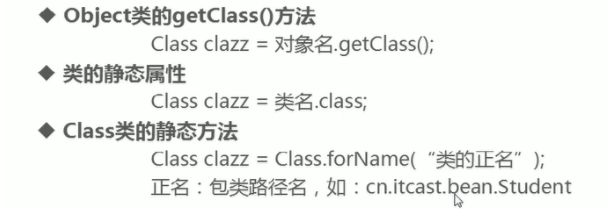 ◆ Object类的getClass()方法
Class clazz = 对象名.getClass();
◆ 类的静态属性
Class clazz = 类名.class;
◆ Class类的静态方法
Class clazz = Class.forName(“类的正名”);
正名：包类路径名，如：cn.itcast.bean.Student